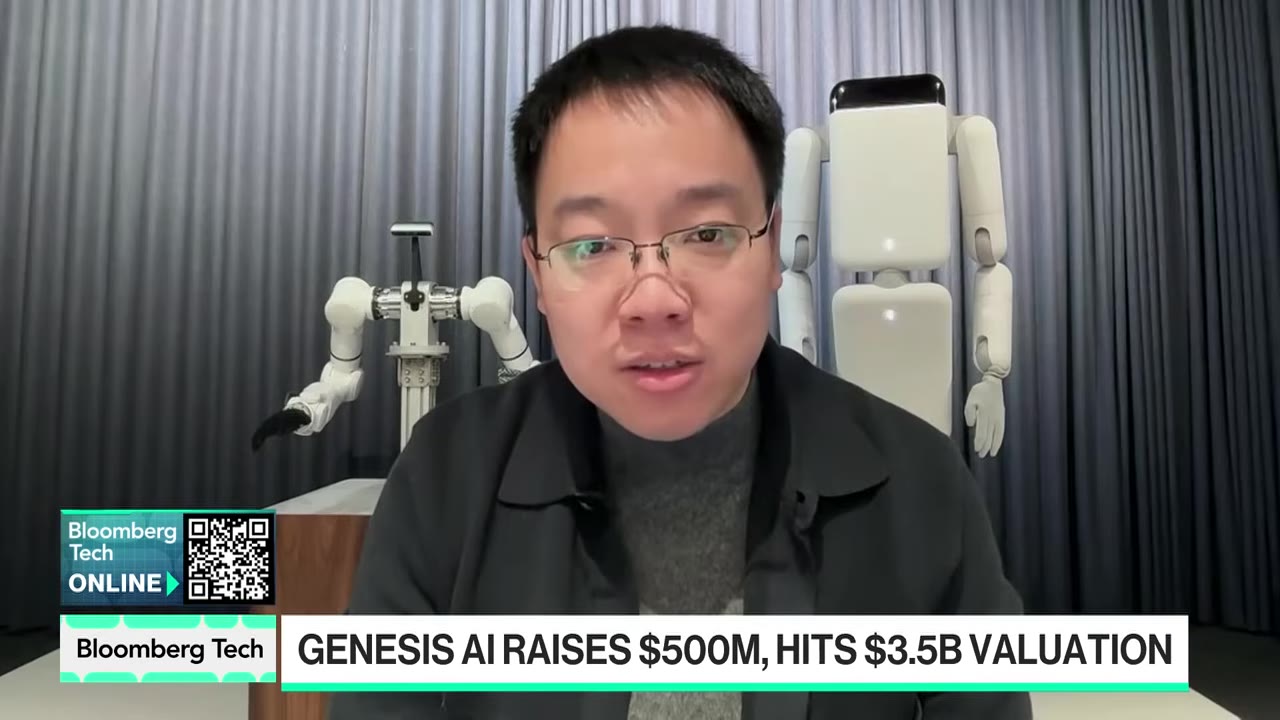 Bloomberg
Tech
ONLINE
Bloomberg Tech
GENESIS AI RAISES $500M, HITS $3.5B VALUATION